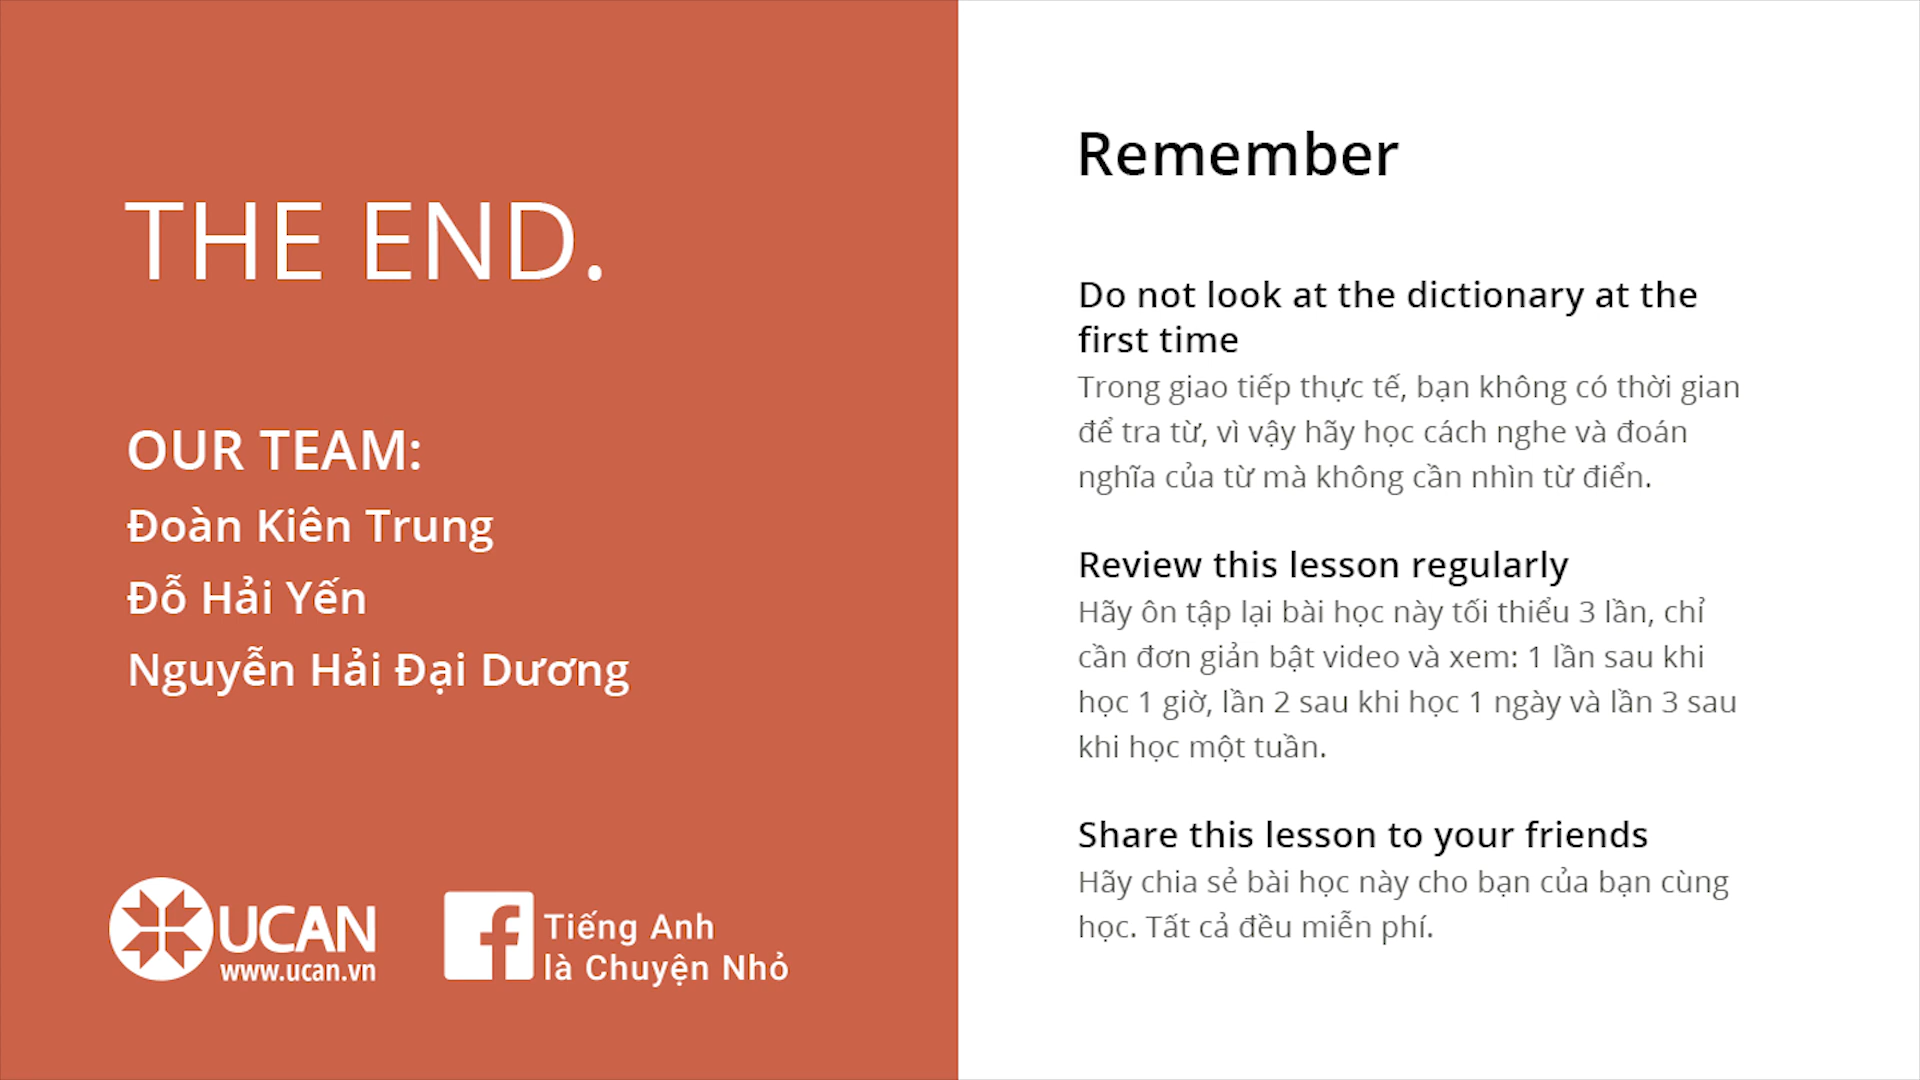 THE END.
OUR TEAM:
Đoàn Kiên Trung
Đỗ Hải Yến
Nguyễn Hải Đại Dương
UCAN
www.ucan.vn
f
Tiếng Anh
là Chuyện Nhỏ
Remember
Do not look at the dictionary at the
first time
Trong giao tiếp thực tế, bạn không có thời gian
để tra từ, vì vậy hãy học cách nghe và đoán
nghĩa của từ mà không cần nhìn từ điển.
Review this lesson regularly
Hãy ôn tập lại bài học này tối thiểu 3 lần, chỉ
cần đơn giản bật video và xem: 1 lần sau khi
học 1 giờ, lần 2 sau khi học 1 ngày và lần 3 sau
khi học một tuần.
Share this lesson to your friends
Hãy chia sẻ bài học này cho bạn của bạn cùng
học. Tất cả đều miễn phí.